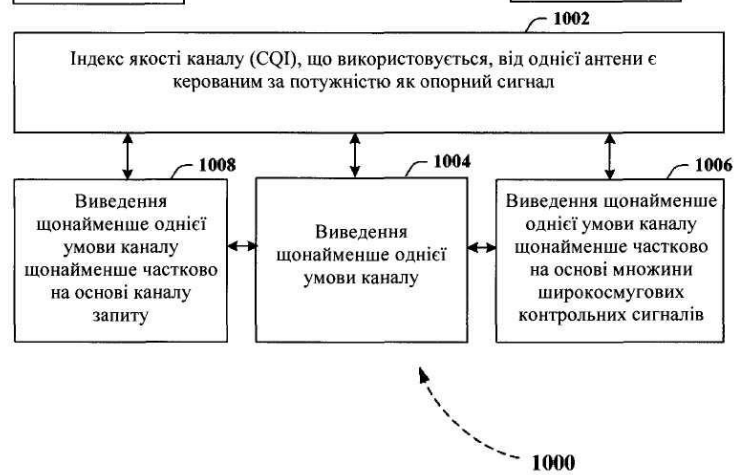 1002
Індекс якості каналу (CQI), що використовується, від однієї антени є
керованим за потужністю як опорний сигнал
1008
Виведення
щонайменше однієї
умови каналу
щонайменше частково
на основі каналу
запиту
1004
Виведення
щонайменше однієї
умови каналу
1006
Виведення щонайменше
однієї умови каналу
щонайменше частково
на основі множини
широкосмугових
контрольних сигналів
1000